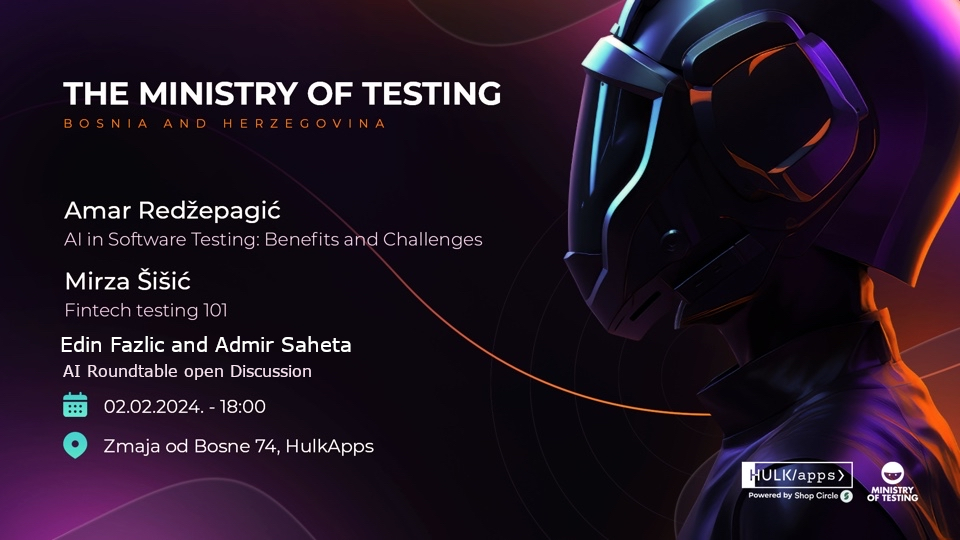 THE MINISTRY OF TESTING
BOSNIA AND HERZEGOVINA
Amar Redžepagić
AI in Software Testing: Benefits and Challenges
Mirza Šišić
Fintech testing 101
Edin Fazlic and Admir Saheta
AI Roundtable open Discussion
02.02.2024. - 18:00
Zmaja od Bosne 74, HulkApps
HULK/apps
Powered by Shop Circle
MINISTRY
OF TESTING